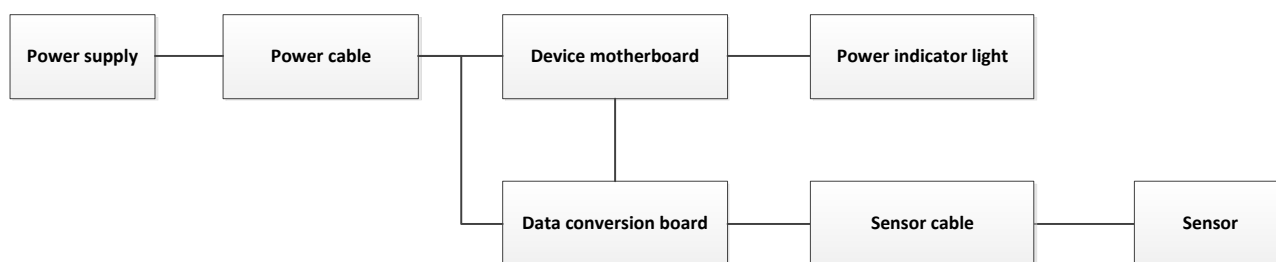 Power supply
Power cable
Device motherboard
Power indicator light
Data conversion board
Sensor cable
Sensor